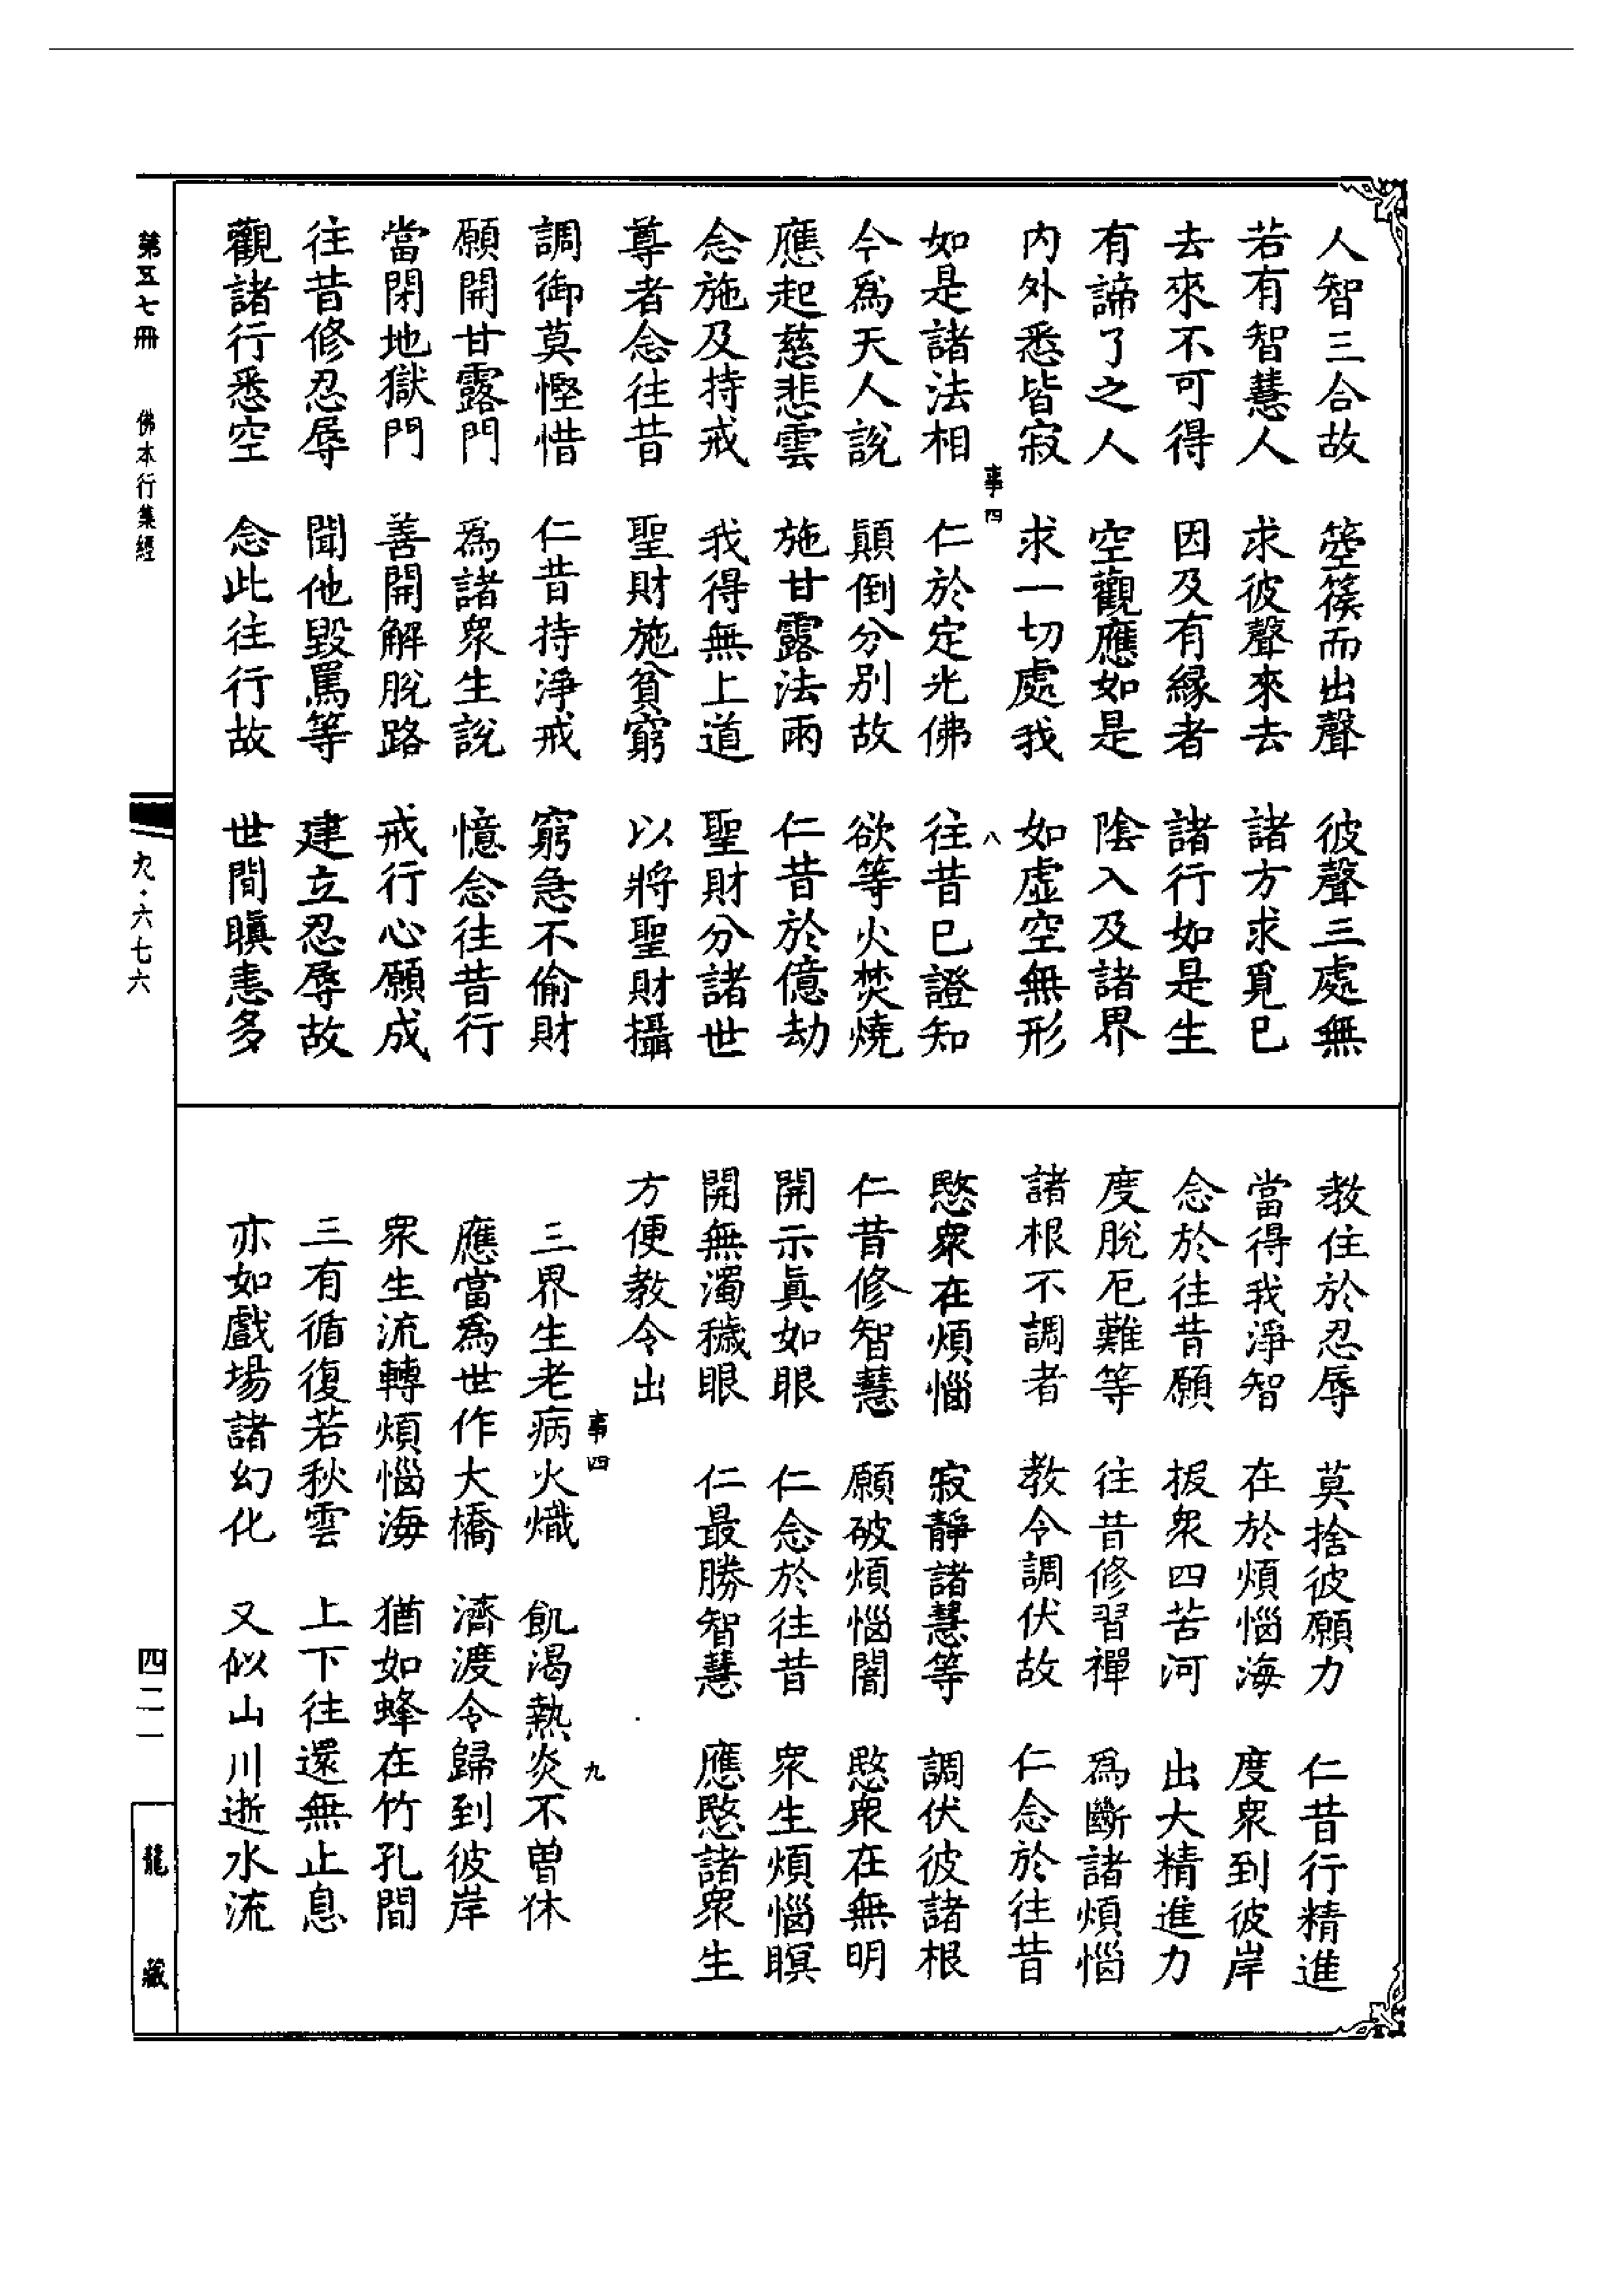 人智三合故　箜篌而出聲　彼聲三處無
若有智慧人　求彼聲來去　諸方求覓已
去來不可得　因及有緣者　諸行如是生
有諦了之人　空觀應如是　陰入及諸界
內外悉皆寂　求一切處我　如虛空無形
事四　八
如是諸法相　仁於定光佛　往昔已證知
今爲天人說　顛倒分別故　欲等火焚燒
應起慈悲雲　施甘露法雨　仁昔於億劫
念施及持戒　我得無上道　聖財分諸世
尊者念往昔　聖財施貧窮　以將聖財攝
調御莫慳惜　仁昔持淨戒　窮急不偷財
願開甘露門　爲諸衆生說　憶念往昔行
當閉地獄門　善開解脫路　戒行心願成
往昔修忍辱　聞他毀罵等　建立忍辱故
觀諸行悉空　念此往行故　世間瞋恚多
教住於忍辱　莫捨彼願力　仁昔行精進
當得我淨智　在於煩惱海　度衆到彼岸
念於往昔願　拔衆四苦河　出大精進力
度脫厄難等　往昔修習禪　爲斷諸煩惱
諸根不調者　教令調伏故　仁念於往昔
愍衆在煩惱　寂靜諸慧等　調伏彼諸根
仁昔修智慧　願破煩惱闇　愍衆在無明
開示眞如眼　仁念於往昔　衆生煩惱瞑
開無濁穢眼　仁最勝智慧　應愍諸衆生
方便教令出
事四　九
三界生老病火熾　飢渴熱炎不曾休
應當爲世作大橋　濟渡令歸到彼岸
衆生流轉煩惱海　猶如蜂在竹孔間
三有循復若秋雲　上下往還無止息
亦如戲場諸幻化　又似山川逝水流
第五七冊　佛本行集經
九·六七六
四二一
龍藏